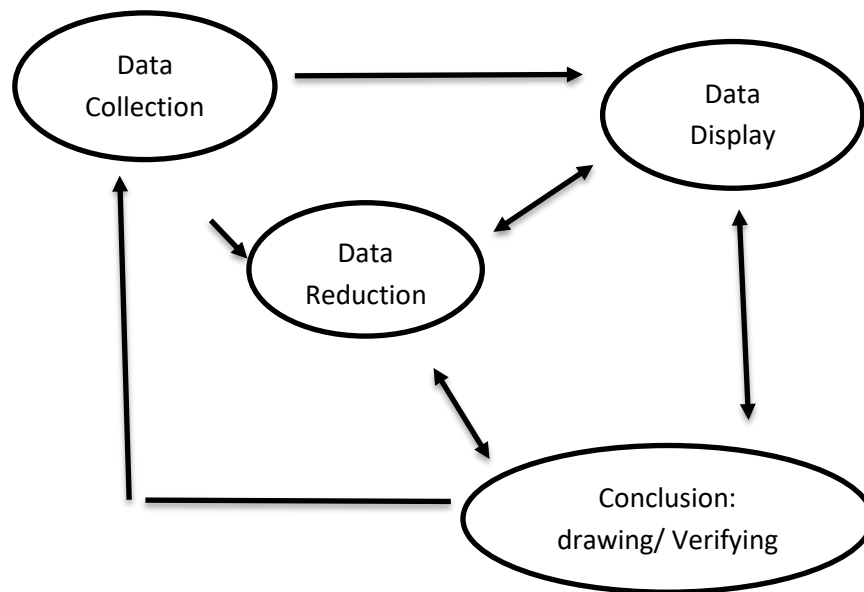 Data
Collection
Data
Display
Data
Reduction
Conclusion:
drawing/ Verifying